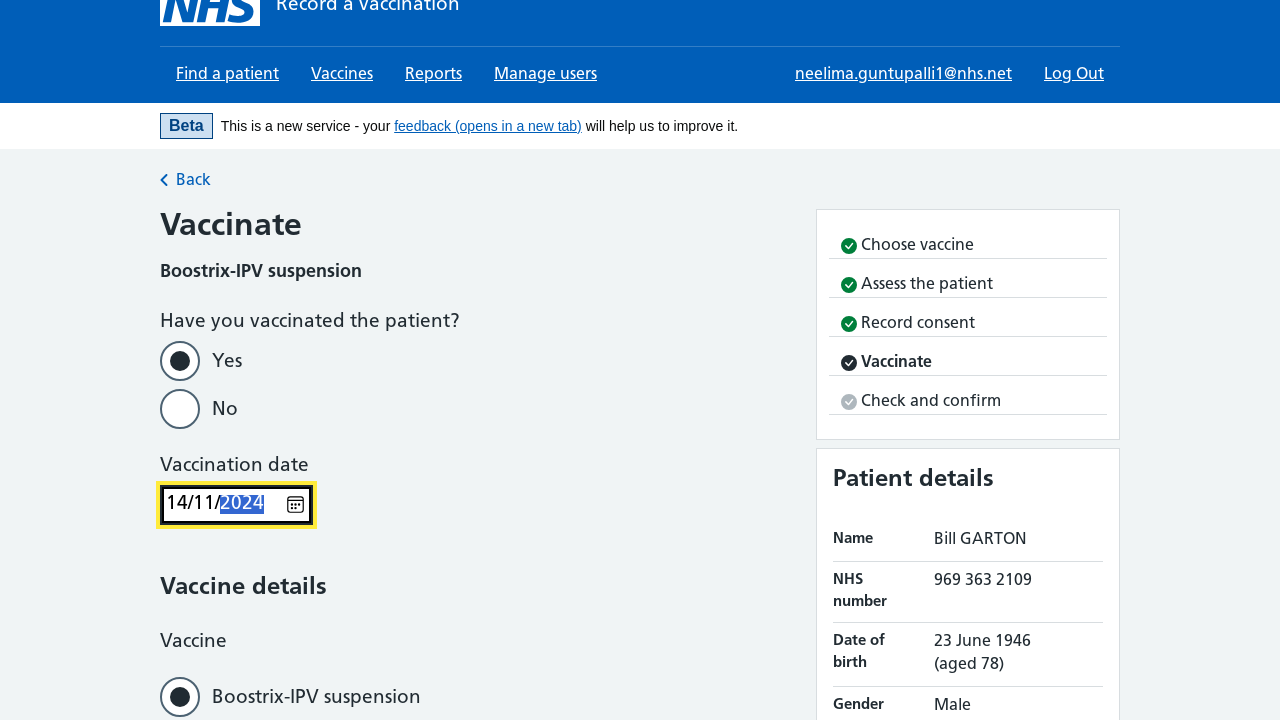 NHS Record a vaccination
Find a patient Vaccines Reports Manage users neelima.guntupalli1@nhs.net Log Out
Beta This is a new service - your feedback (opens in a new tab) will help us to improve it.
Back
Vaccinate
Boostrix-IPV suspension
Have you vaccinated the patient?
Yes
No
Vaccination date
14/11/2024
Vaccine details
Vaccine
Boostrix-IPV suspension
Choose vaccine
Assess the patient
Record consent
Vaccinate
Check and confirm
Patient details
Name Bill GARTON
NHS number 969 363 2109
Date of birth 23 June 1946 (aged 78)
Gender Male